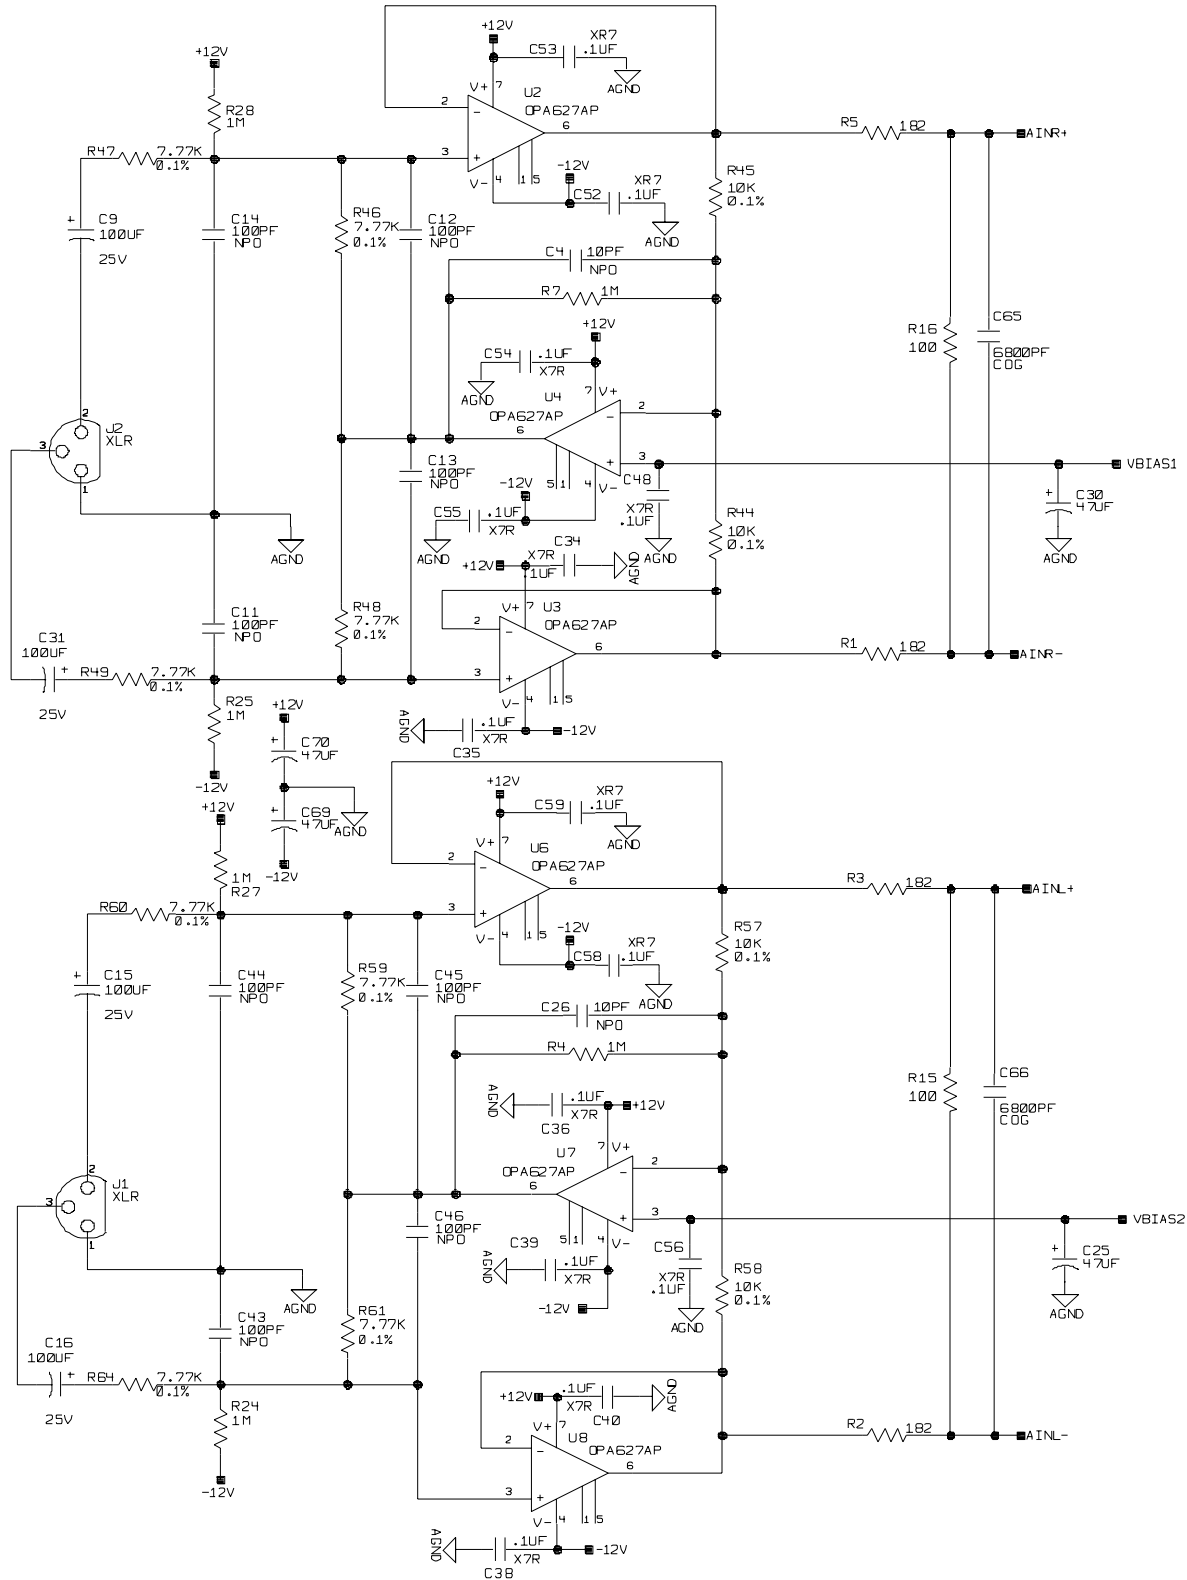 +12V
XR7
+12V
C53 .1UF
AGND
V+ 7
U2
OPA627AP
2
6
3
V- 4
1 5
R28
1M
R47 7.77K
0.1%
-12V
XR7
C52 .1UF
AGND
R5 182
AINR+
R45
10K
0.1%
+ C9
100UF
25V
C14
100PF
NPO
R46
7.77K
0.1%
C12
100PF
NPO
C4 10PF
NPO
R7 1M
+12V
C54 .1UF
X7R
AGND
7 V+
U4
OPA627AP
6
2
3
5 1 4 V-
R16
100
C65
6800PF
COG
2
3
1
J2
XLR
C13
100PF
NPO
-12V
C55 .1UF
X7R
AGND
C48
X7R
.1UF
AGND
VBIAS1
+ C30
47UF
AGND
R44
10K
0.1%
AGND
X7R C34
+12V .1UF
AGND
V+ 7
U3
OPA627AP
2
6
3
V- 4
1 5
C11
100PF
NPO
R48
7.77K
0.1%
R1 182
AINR-
C31
100UF
+
25V
R49 7.77K
0.1%
R25
1M
-12V
+12V
+ C70
47UF
+ C69
47UF
AGND
-12V
AGND
.1UF
X7R
C35
-12V
+12V
1M
R27
+12V
XR7
C59 .1UF
AGND
V+ 7
U6
OPA627AP
2
6
3
V- 4
1 5
R60 7.77K
0.1%
-12V
XR7
C58 .1UF
AGND
R3 182
AINL+
R57
10K
0.1%
+ C15
100UF
25V
C44
100PF
NPO
R59
7.77K
0.1%
C45
100PF
NPO
C26 10PF
NPO
R4 1M
AGND
.1UF
X7R
C36
+12V
7 V+
U7
OPA627AP
6
2
3
5 1 4 V-
R15
100
C66
6800PF
COG
2
3
1
J1
XLR
C46
100PF
NPO
AGND
C39 .1UF
X7R
-12V
C56
X7R
.1UF
AGND
VBIAS2
+ C25
47UF
AGND
R58
10K
0.1%
AGND
C43
100PF
NPO
R61
7.77K
0.1%
C16
100UF
+
25V
R64 7.77K
0.1%
R24
1M
-12V
+12V .1UF
X7R C40
AGND
V+ 7
U8
OPA627AP
2
6
3
V- 4
1 5
R2 182
AINL-
AGND
.1UF
X7R
C38
-12V